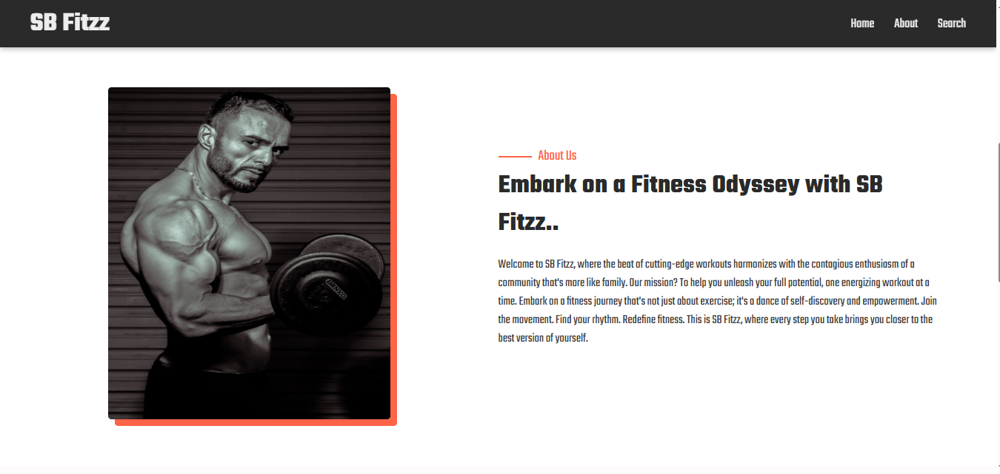 SB Fitzz
Home About Search
About Us
Embark on a Fitness Odyssey with SB
Fitzz..
Welcome to SB Fitzz, where the beat of cutting-edge workouts harmonizes with the contagious enthusiasm of a
community that's more like family. Our mission? To help you unleash your full potential, one energizing workout at a
time. Embark on a fitness journey that's not just about exercise; it's a dance of self-discovery and empowerment. Join
the movement. Find your rhythm. Redefine fitness. This is SB Fitzz, where every step you take brings you closer to the
best version of yourself.